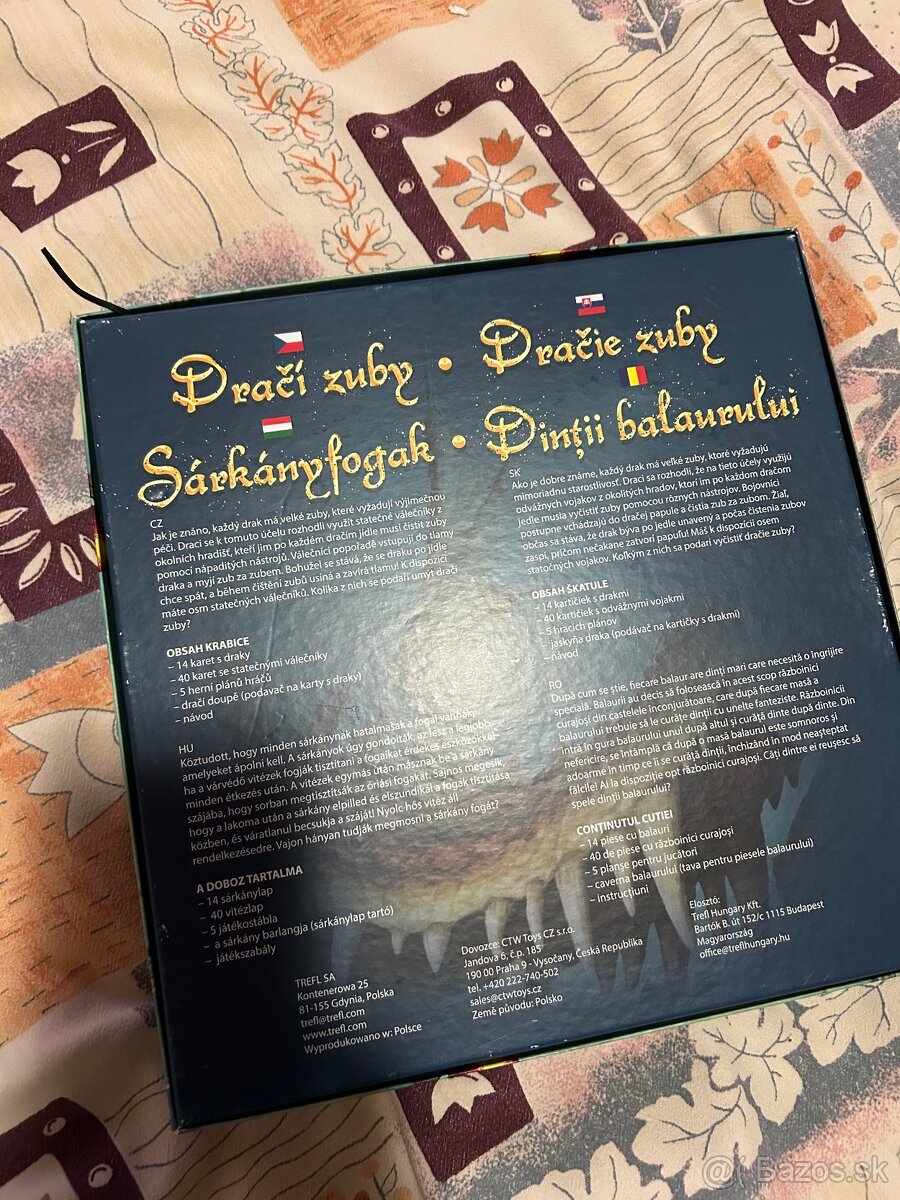 Dračí zuby • Dračie zuby
Sárkányfogak • Dinții balaurului
CZ
Jak je známo, každý drak má velké zuby, které vyžadují výjimečnou
péči. Draci se k tomuto účelu rozhodli využít statečné válečníky z
okolních hradišť, kteří jim po každém dračím jídle musí čistit zuby
pomocí nápaditých nástrojů. Válečníci popořadě vstupují do tlamy
draka a myjí zub za zubem. Bohužel se stává, že se draku po jídle
chce spát, a během čištění zubů usíná a zavírá tlamu! K dispozici
máte osm statečných válečníků. Kolika z nich se podaří umýt dračí
zuby?
OBSAH KRABICE
– 14 karet s draky
– 40 karet se statečnými válečníky
– 5 herní plánů hráčů
– dračí doupě (podavač na karty s draky)
– návod
SK
Ako je dobre známe, každý drak má veľké zuby, ktoré vyžadujú
mimoriadnu starostlivosť. Draci sa rozhodli, že na tieto účely využijú
odvážnych vojakov z okolitých hradov, ktorí im po každom dračom
jedle musia vyčistiť zuby pomocou rôznych nástrojov. Bojovníci
postupne vchádzajú do dračej papule a čistia zub za zubom. Žiaľ,
občas sa stáva, že drak býva po jedle unavený a počas čistenia zubov
zaspí, pričom nečakane zatvorí papuľu! Máš k dispozícii osem
statočných vojakov. Koľkým z nich sa podarí vyčistiť dračie zuby?
OBSAH ŠKATULE
– 14 kartičiek s drakmi
– 40 kartičiek s odvážnymi vojakmi
– 5 hracích plánov
– jaskyňa draka (podávač na kartičky s drakmi)
– návod
HU
Köztudott, hogy minden sárkánynak hatalmatak a fogai vannak,
amelyeket ápolni kell. A sárkányok úgy gondolták, az lesz a legjobb,
ha a várvédő vitézek fogják tisztítani a fogaikat érdekes eszközökkel
minden étkezés után. A vitézek egymás után másznak be a sárkány
szájába, hogy sorban megtisztítsák az óriási fogakat. Sajnos megesik,
hogy a lakoma után a sárkány elpilled és elszundikál a fogak tisztítása
közben, és váratlanul becsukja a száját! Nyolc hős vitéz áll
rendelkezésedre. Vajon hányan tudják megmosni a sárkány fogát?
A DOBOZ TARTALMA
– 14 sárkánylap
– 40 vitézlap
– 5 játékostábla
– a sárkány barlangja (sárkánylap tartó)
– játékszabály
RO
După cum se știe, fiecare balaur are dinți mari care necesită o îngrijire
specială. Balaurii au decis să folosească în acest scop războinici
curajoși din castelele înconjurătoare, care după fiecare masă a
balaurului trebuie să le curățe dinții cu unelte fanteziste. Războinicii
intră în gura balaurului unul după altul și curăță dinte după dinte. Din
nefericire, se întâmplă că după o masă balaurul este somnoros și
adoarme în timp ce îi se curăță dinții, închizând în mod neașteptat
fălcile! Ai la dispoziție opt războinici curajoși. Câți dintre ei reușesc să
spele dinții balaurului?
CONȚINUTUL CUTIEI
– 14 piese cu balauri
– 40 de piese cu războinici curajoși
– 5 planșe pentru jucători
– caverna balaurului (tava pentru piesele balaurului)
– instrucțiuni
TREFL SA
Kontenerowa 25
81-155 Gdynia, Polska
trefl@trefl.com
www.trefl.com
Wyprodukowano w: Polsce
Dovozce: CTW Toys CZ s.r.o.
Jandova 6, č.p. 185
190 00 Praha 9 - Vysočany, Česká Republika
tel. +420 222-740-502
sales@ctwtoys.cz
Země původu: Polsko
Elosztó:
Trefl Hungary Kft.
Bartók B. út 152/c 1115 Budapest
Magyarország
office@treflhungary.hu
Bazos.sk